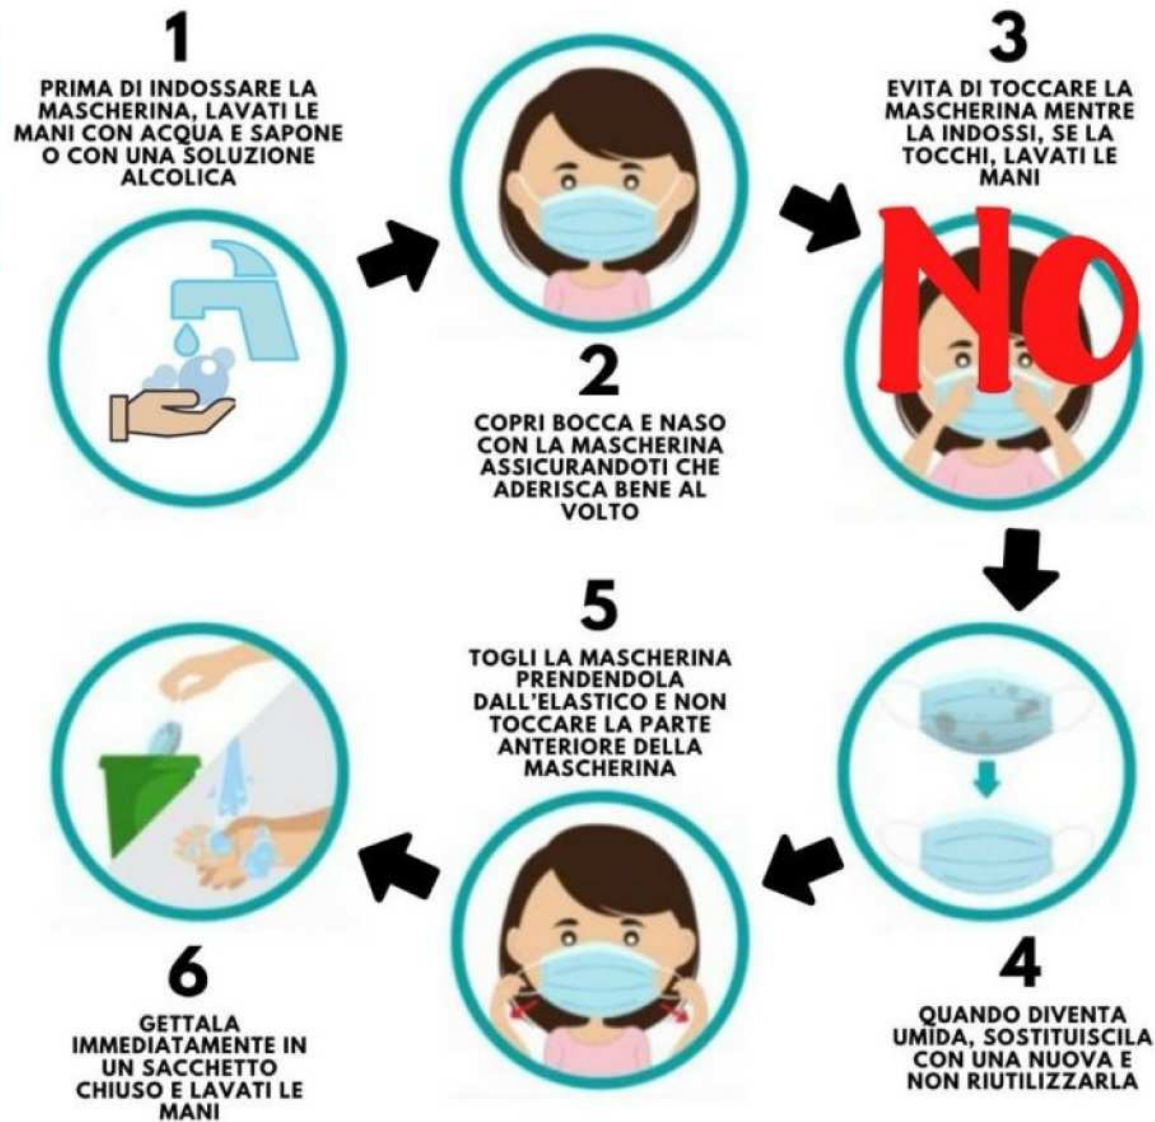 1
PRIMA DI INDOSSARE LA
MASCHERINA, LAVATI LE
MANI CON ACQUA E SAPONE
O CON UNA SOLUZIONE
ALCOLICA
2
COPRI BOCCA E NASO
CON LA MASCHERINA
ASSICURANDOTI CHE
ADERISCA BENE AL
VOLTO
3
EVITA DI TOCCARE LA
MASCHERINA MENTRE
LA INDOSSI, SE LA
TOCCHI, LAVATI LE
MANI
NO
4
QUANDO DIVENTA
UMIDA, SOSTITUISCILA
CON UNA NUOVA E
NON RIUTILIZZARLA
5
TOGLI LA MASCHERINA
PRENDENDOLA
DALL'ELASTICO E NON
TOCCARE LA PARTE
ANTERIORE DELLA
MASCHERINA
6
GETTALA
IMMEDIATAMENTE IN
UN SACCHETTO
CHIUSO E LAVATI LE
MANI